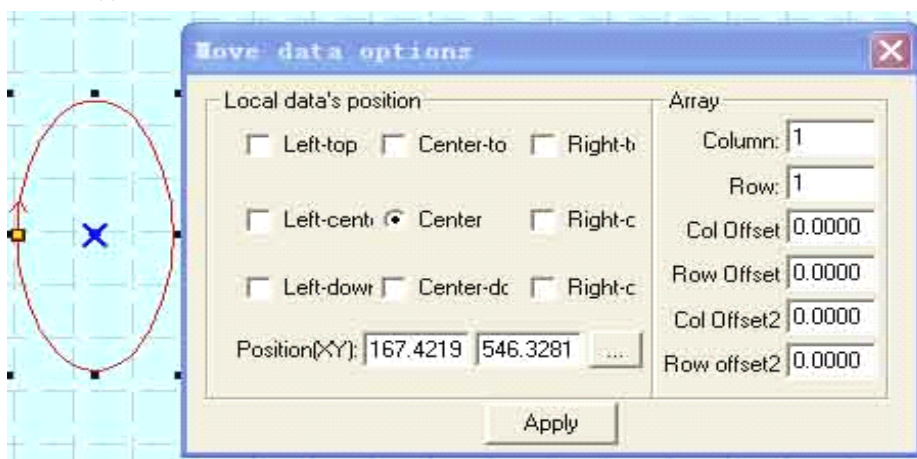 Move data options
Local data's position
Left-top Center-to Right-t
Left-cent Center Right-c
Left-dowr Center-dc Right-c
Position(XY): 167.4219 546.3281 ...
Array
Column: 1
Row: 1
Col Offset 0.0000
Row Offset 0.0000
Col Offset2 0.0000
Row offset2 0.0000
Apply